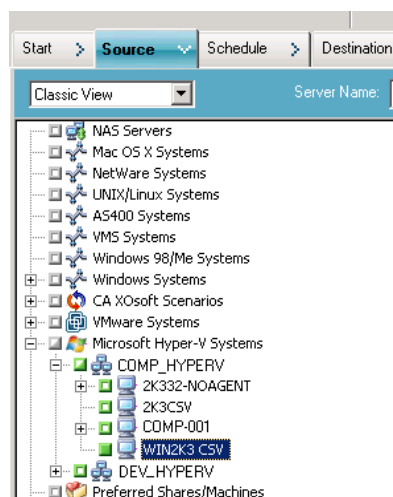 Start > Source Schedule > Destination
Classic View Server Name:
NAS Servers
Mac OS X Systems
NetWare Systems
UNIX/Linux Systems
AS400 Systems
VMS Systems
Windows 98/Me Systems
Windows Systems
CA XOsoft Scenarios
VMware Systems
Microsoft Hyper-V Systems
COMP_HYPERV
2K332-NOAGENT
2K3CSV
COMP-001
WIN2K3 CSV
DEV_HYPERV
Preferred Shares/Machines